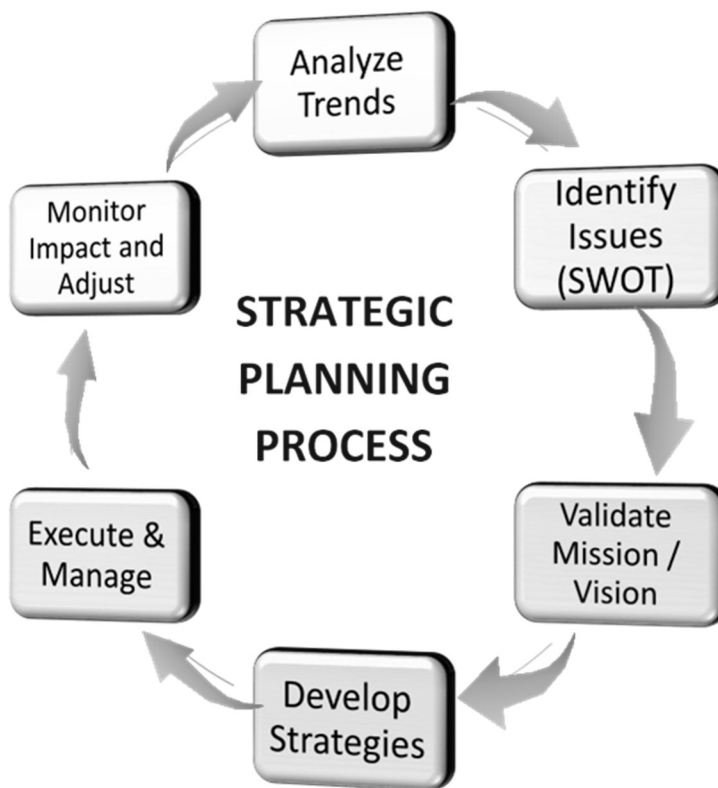 Analyze
Trends
Identify
Issues
(SWOT)
Validate
Mission /
Vision
Develop
Strategies
Execute &
Manage
Monitor
Impact and
Adjust
STRATEGIC
PLANNING
PROCESS